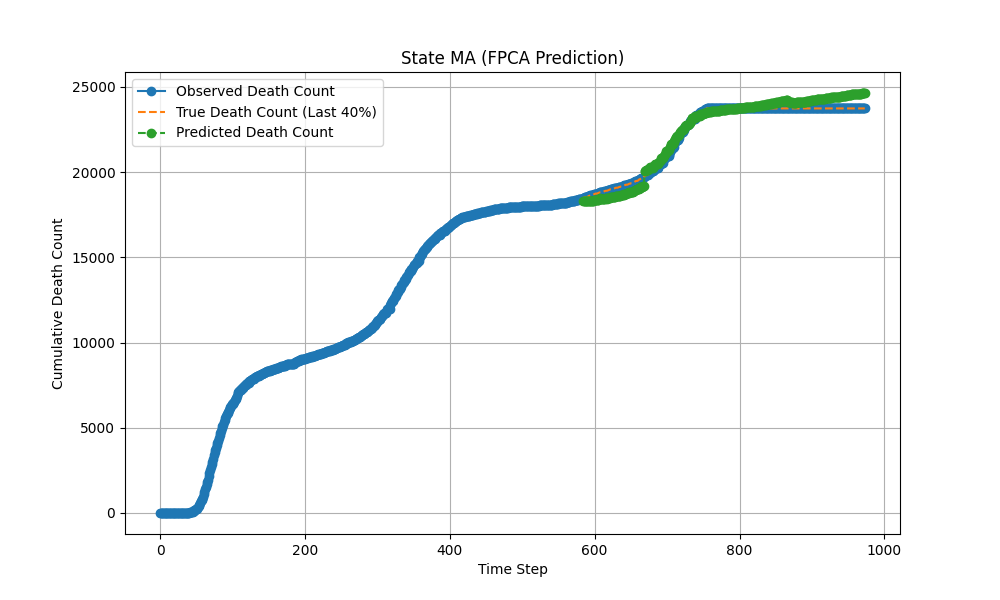 State MA (FPCA Prediction)
Observed Death Count
True Death Count (Last 40%)
Predicted Death Count
Cumulative Death Count
25000
20000
15000
10000
5000
0
0 200 400 600 800 1000
Time Step